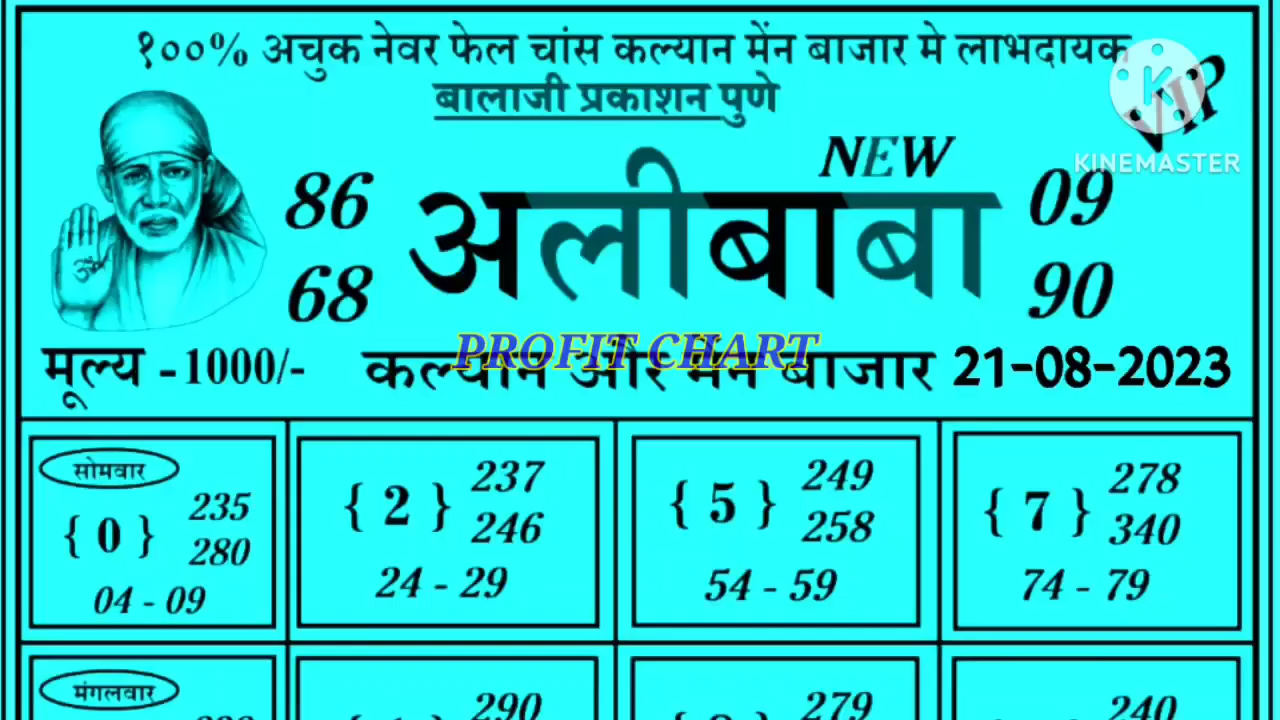 १००% अचुक नेवर फेल चांस कल्यान मेंन बाजार मे लाभदायक
बालाजी प्रकाशन पुणे
VIP
KINEMASTER
NEW
86 अलीबाबा 09
68 90
PROFIT CHART
मूल्य -1000/- कल्यान और मेंन बाजार 21-08-2023
सोमवार
{ 0 } 235 280
04 - 09
{ 2 } 237 246
24 - 29
{ 5 } 249 258
54 - 59
{ 7 } 278 340
74 - 79
मंगलवार
290
279
240